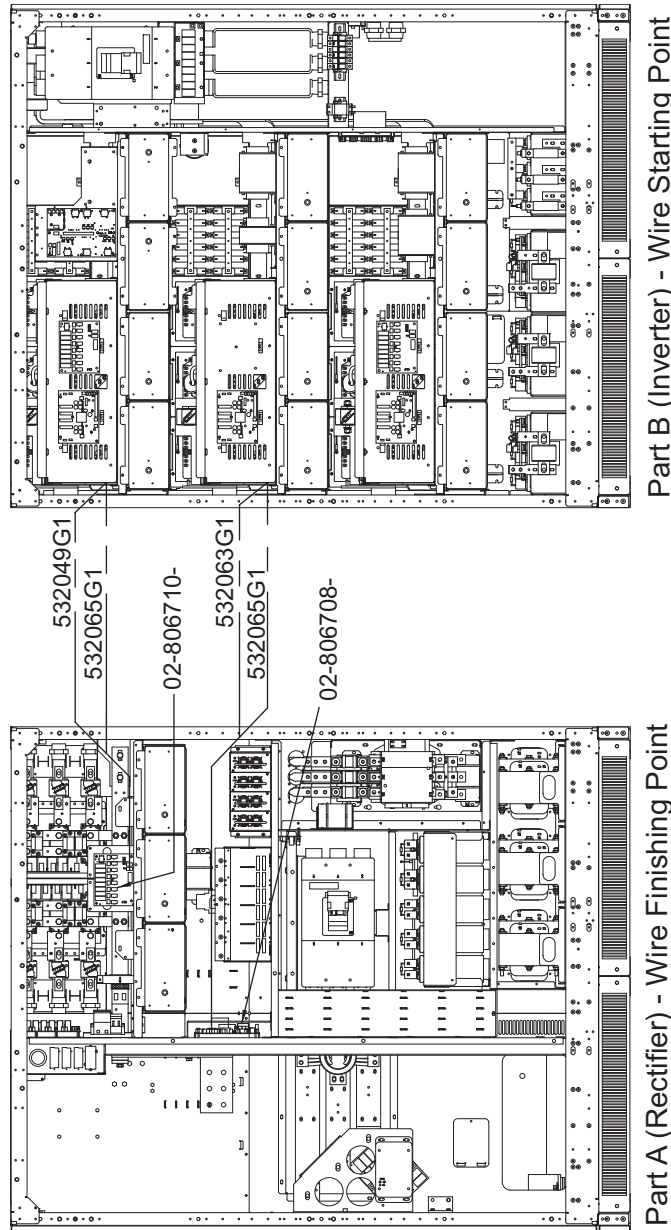 532049G1
532065G1
02-806710-
532063G1
532065G1
02-806708-
Part A (Rectifier) - Wire Finishing Point
Part B (Inverter) - Wire Starting Point